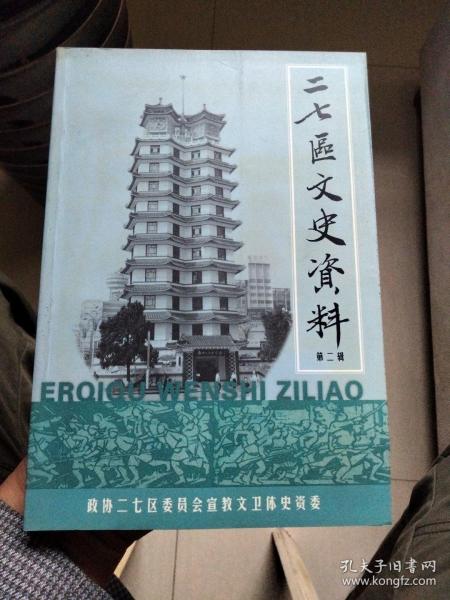 二七區文史資料
第二辑
ERQIQU WENSHI ZILIAO
政协二七区委员会宣教文卫体史资委
孔夫子旧书网
www.kongfz.com